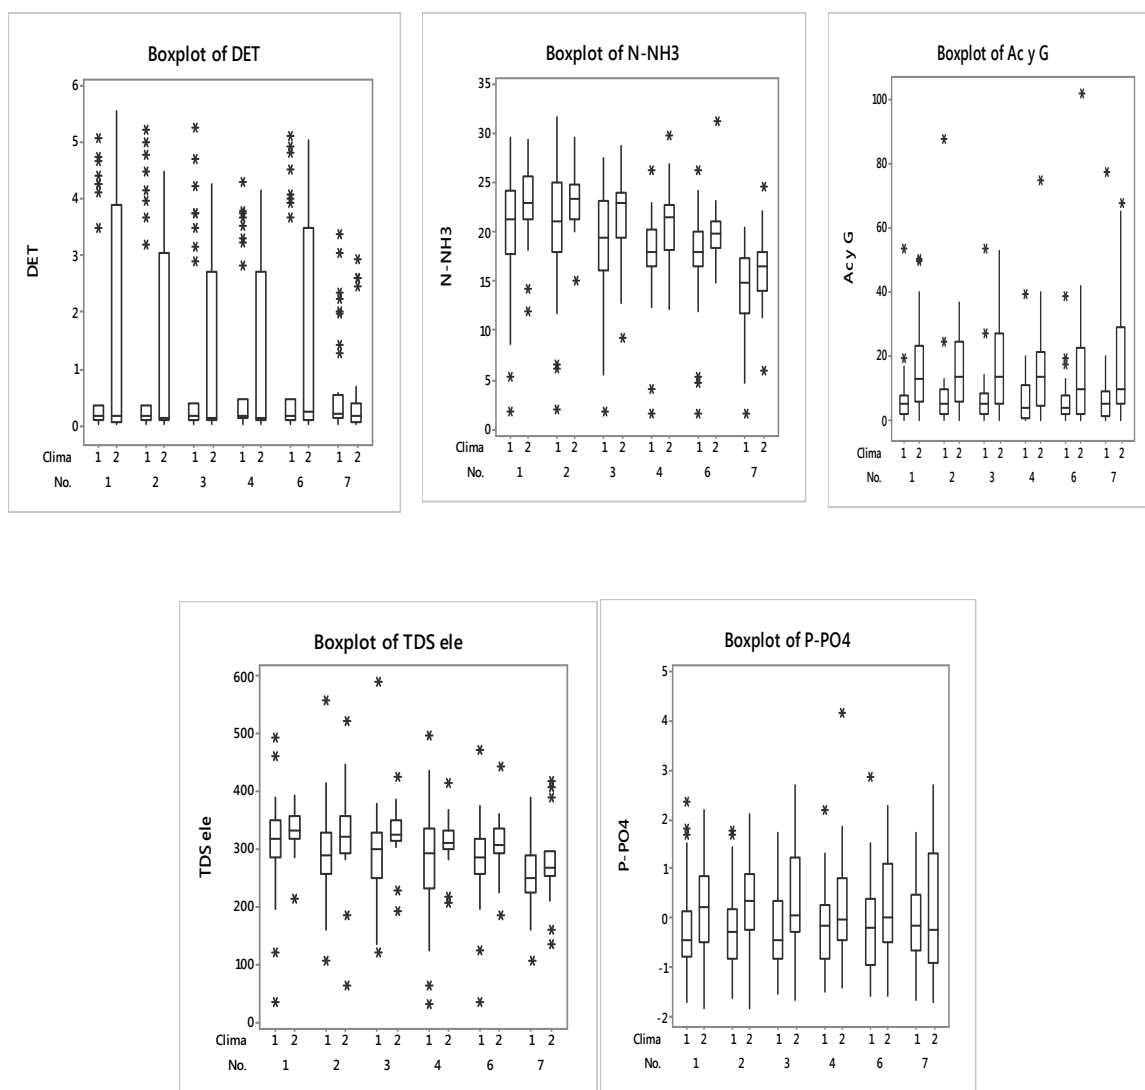 Boxplot of DET
6
5
4
3
2
1
0
DET
Clima 1 2 1 2 1 2 1 2 1 2 1 2
No. 1 2 3 4 6 7
Boxplot of N-NH3
35
30
25
20
15
10
5
0
N-NH3
Clima 1 2 1 2 1 2 1 2 1 2 1 2
No. 1 2 3 4 6 7
Boxplot of Ac y G
100
80
60
40
20
0
Ac y G
Clima 1 2 1 2 1 2 1 2 1 2 1 2
No. 1 2 3 4 6 7
Boxplot of TDS ele
600
500
400
300
200
100
0
TDS ele
Clima 1 2 1 2 1 2 1 2 1 2 1 2
No. 1 2 3 4 6 7
Boxplot of P-PO4
5
4
3
2
1
0
-1
-2
P-PO4
Clima 1 2 1 2 1 2 1 2 1 2 1 2
No. 1 2 3 4 6 7